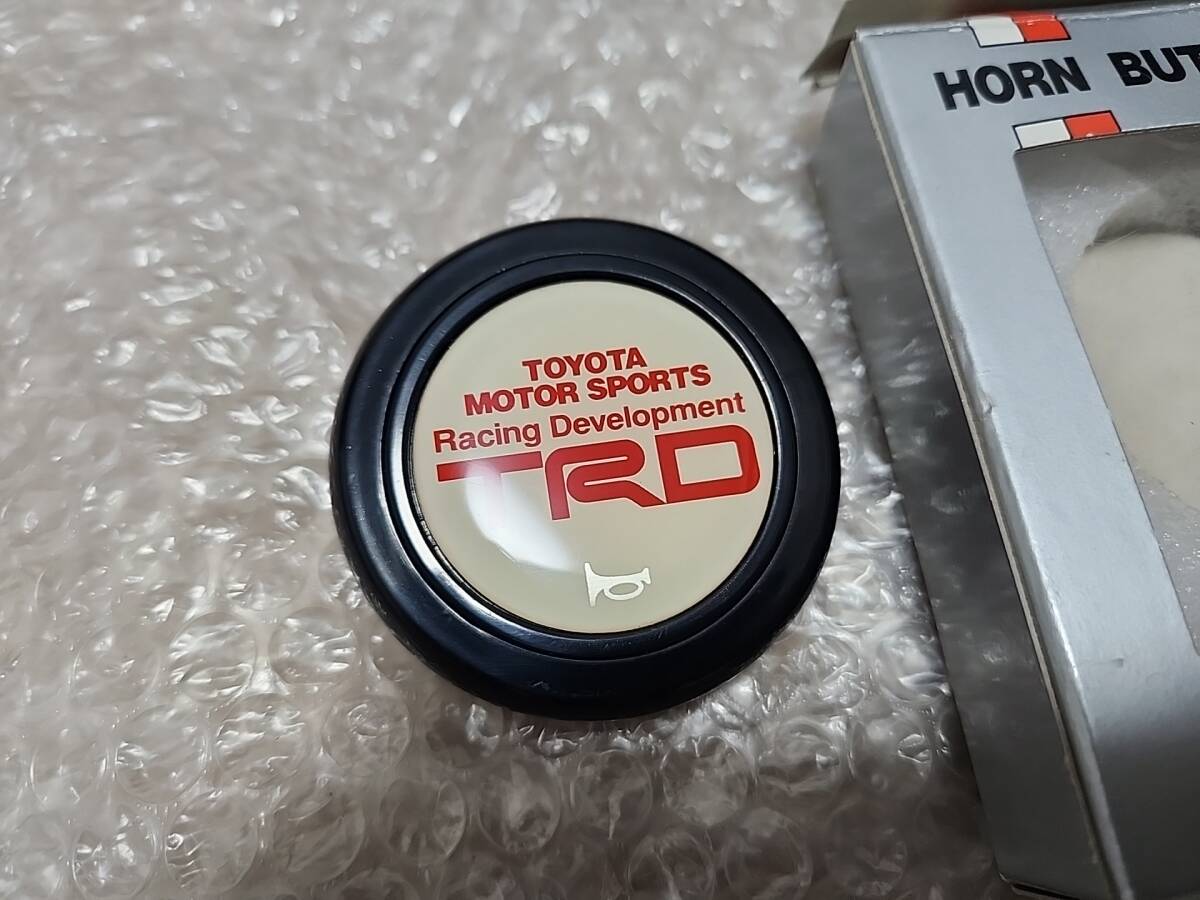 TOYOTA
MOTOR SPORTS
Racing Development
TRD
HORN BUT